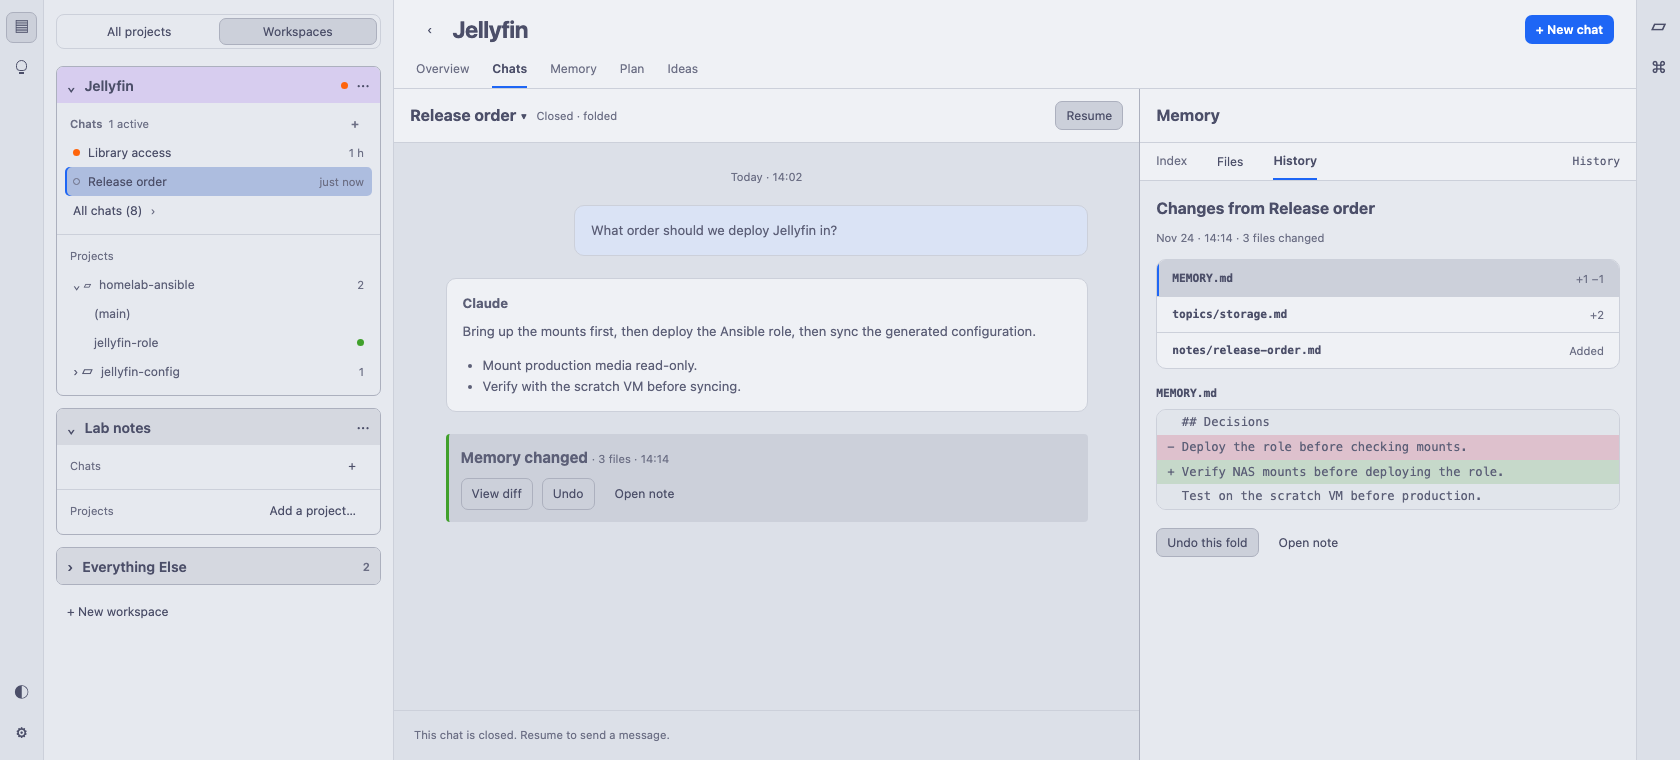 All projects
Workspaces
Jellyfin
Chats 1 active
Library access 1 h
Release order just now
All chats (8)
Projects
homelab-ansible 2
(main)
jellyfin-role
jellyfin-config 1
Lab notes
Chats
Projects Add a project...
Everything Else 2
+ New workspace
Jellyfin
+ New chat
Overview Chats Memory Plan Ideas
Release order Closed · folded
Resume
Today · 14:02
What order should we deploy Jellyfin in?
Claude
Bring up the mounts first, then deploy the Ansible role, then sync the generated configuration.
• Mount production media read-only.
• Verify with the scratch VM before syncing.
Memory changed · 3 files · 14:14
View diff Undo Open note
This chat is closed. Resume to send a message.
Memory
Index Files History History
Changes from Release order
Nov 24 · 14:14 · 3 files changed
MEMORY.md +1 −1
topics/storage.md +2
notes/release-order.md Added
MEMORY.md
## Decisions
− Deploy the role before checking mounts.
+ Verify NAS mounts before deploying the role.
Test on the scratch VM before production.
Undo this fold Open note